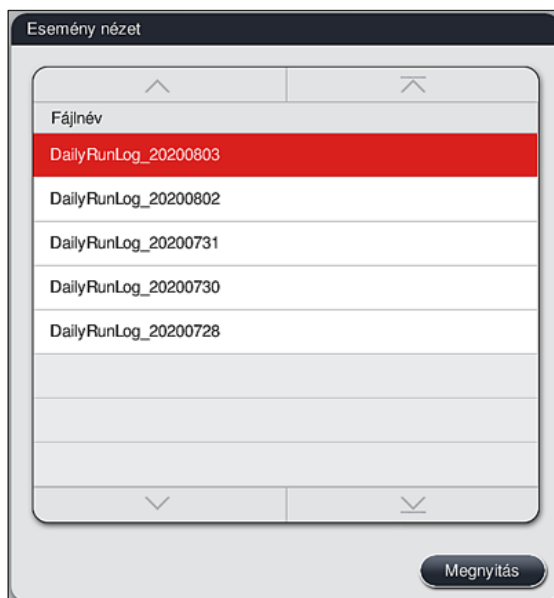 Esemény nézet
Fájlnév
DailyRunLog_20200803
DailyRunLog_20200802
DailyRunLog_20200731
DailyRunLog_20200730
DailyRunLog_20200728
Megnyitás